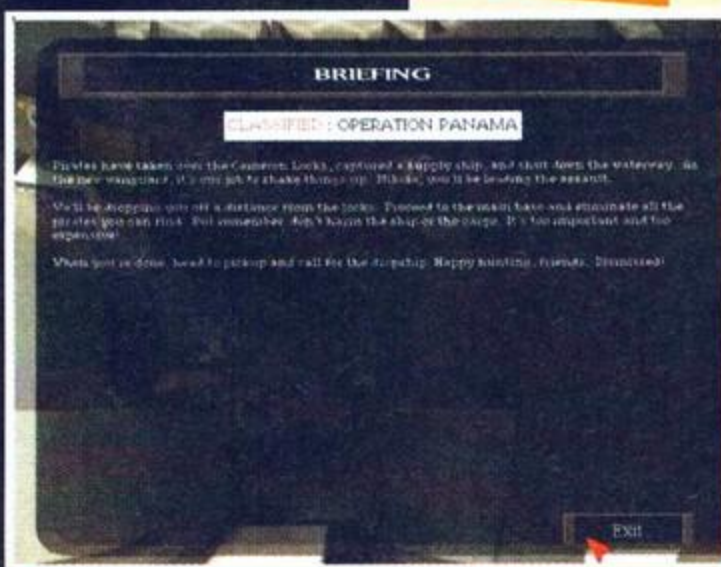 BRIEFING
CLASSIFIED : OPERATION PANAMA
Pirates have taken over the Cameron Locks, captured a supply ship, and shut down the waterway. As
the new vanguard, it's our job to shake things up. you'll be leading the assault.
We'll be dropping you off a distance from the locks. Proceed to the main base and eliminate all the
pirates you can find. But remember, don't harm the ship or the cargo. It's too important and too
expensive!
When you're done, head to pickup and call for the dropship. Happy hunting, friends. Dismissed!
Exit